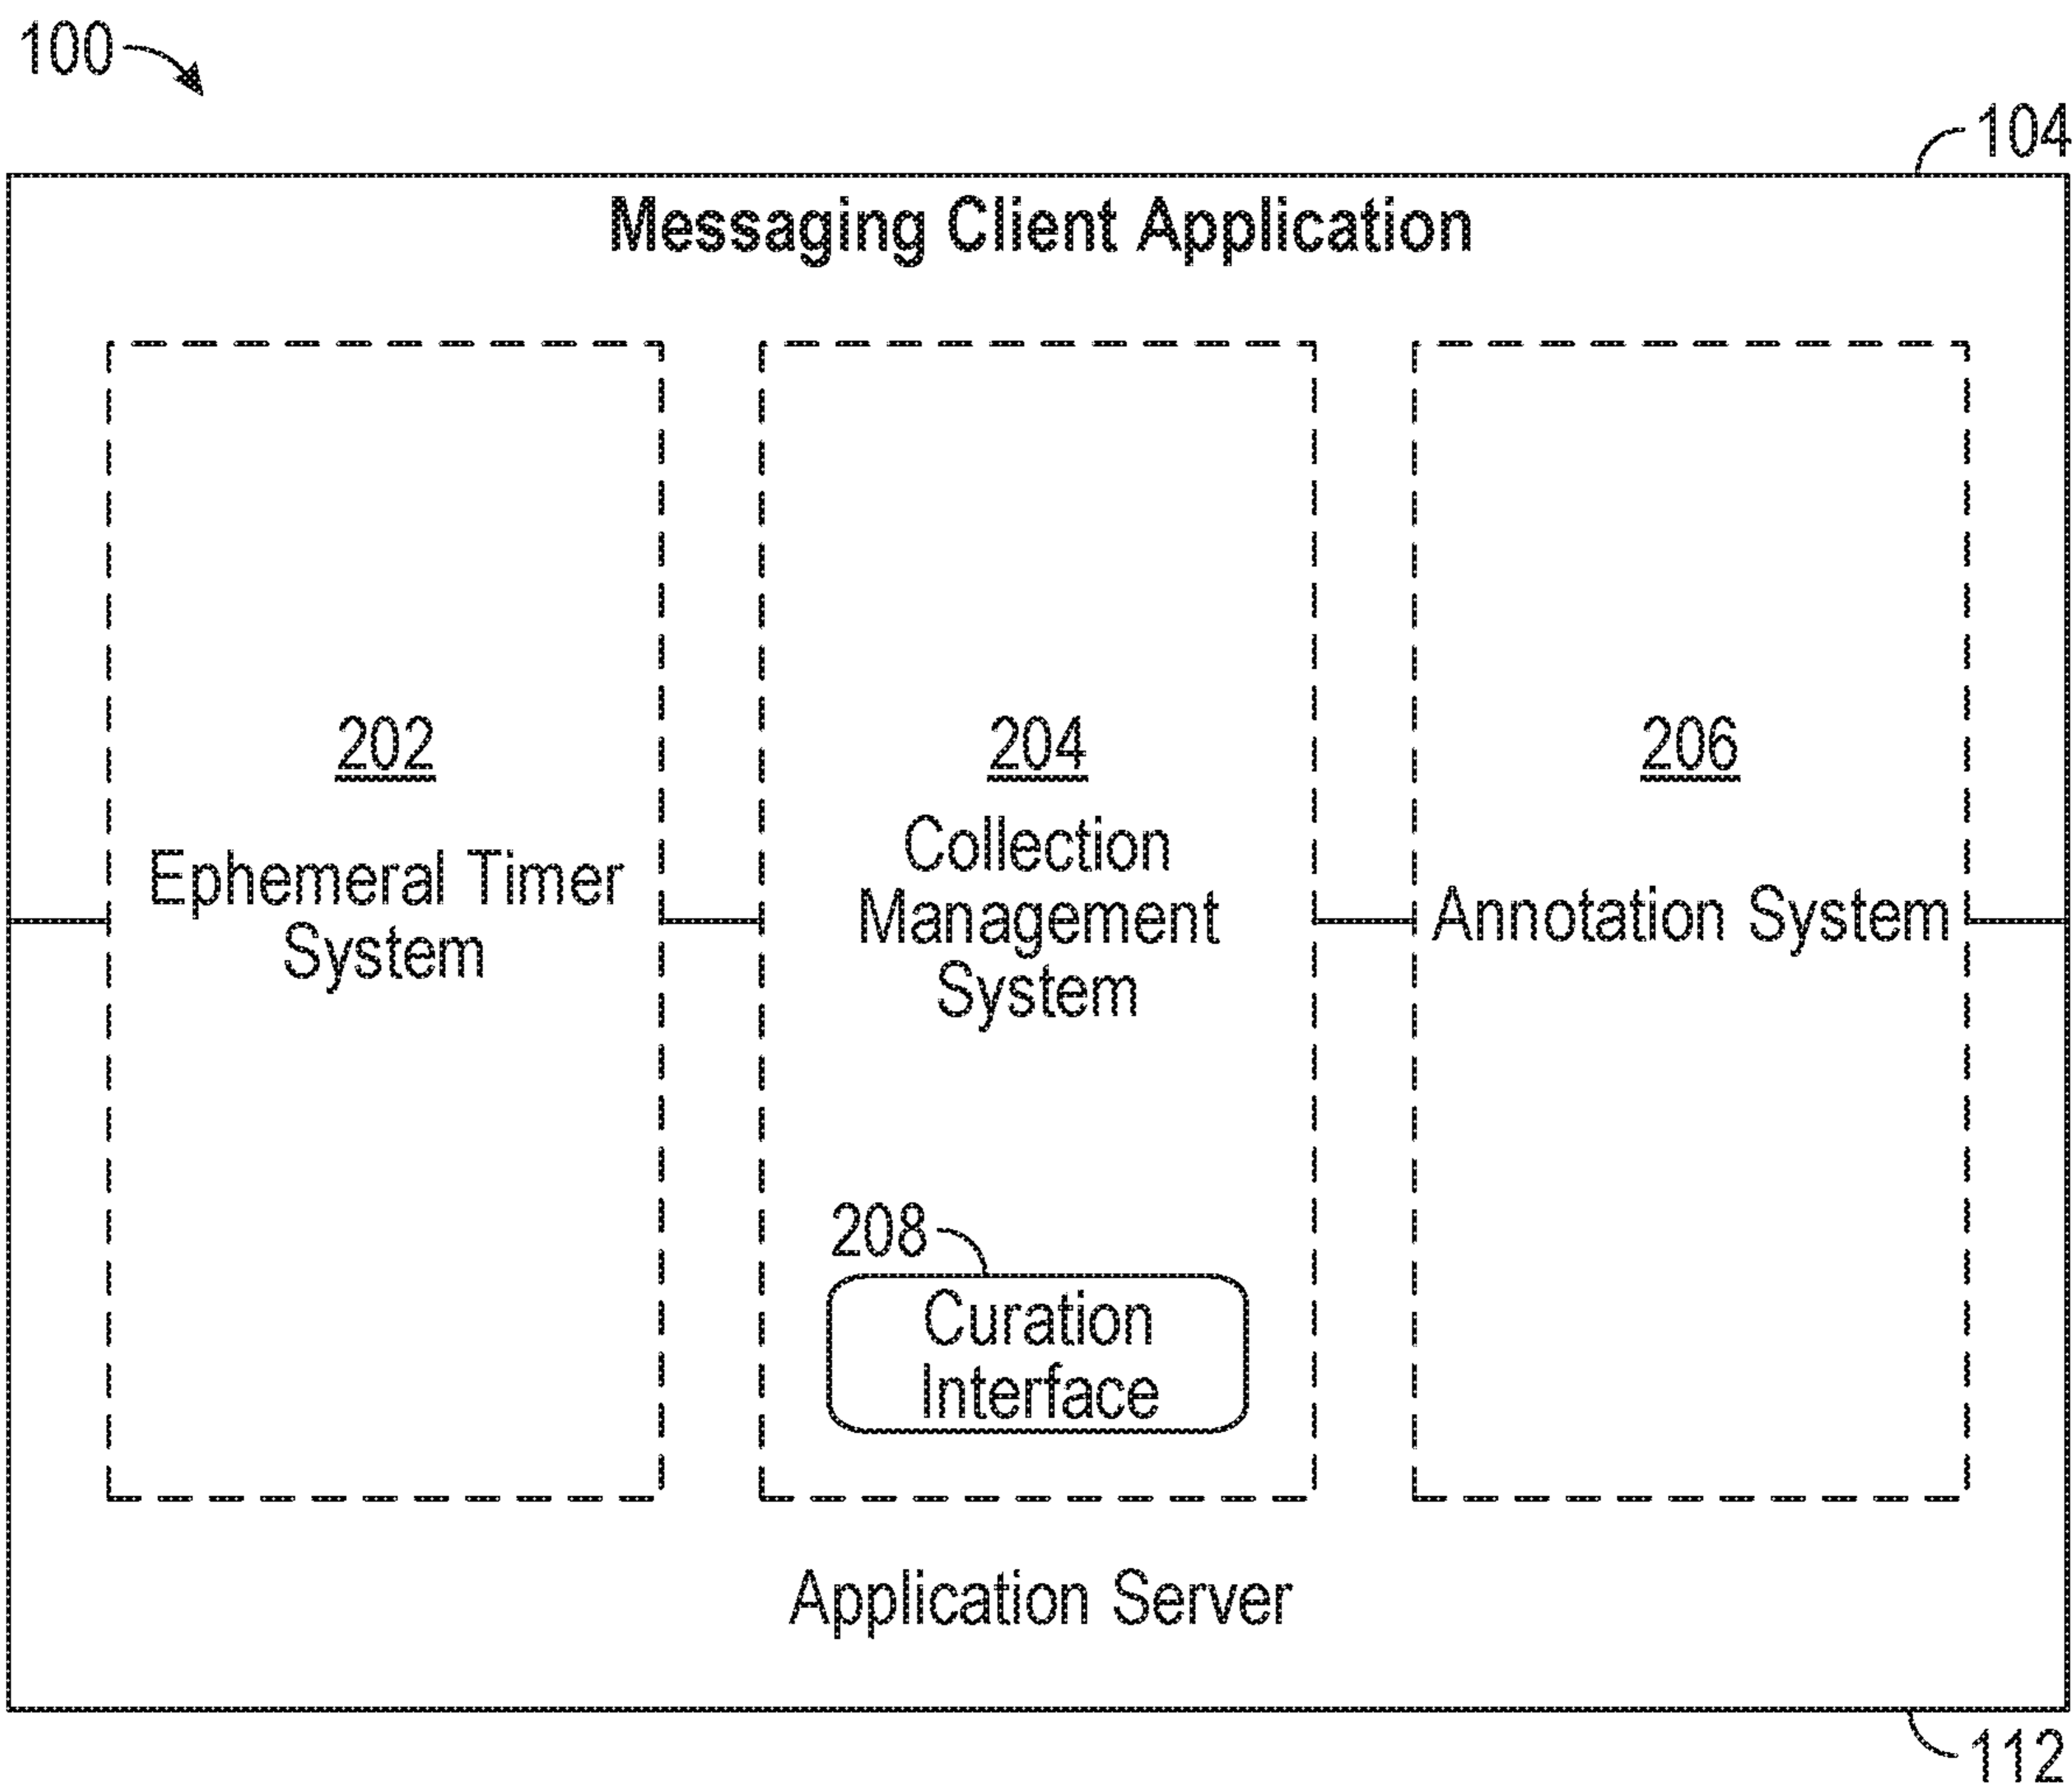 100
104
Messaging Client Application
202
Ephemeral Timer
System
204
Collection
Management
System
206
Annotation System
208
Curation
Interface
Application Server
112